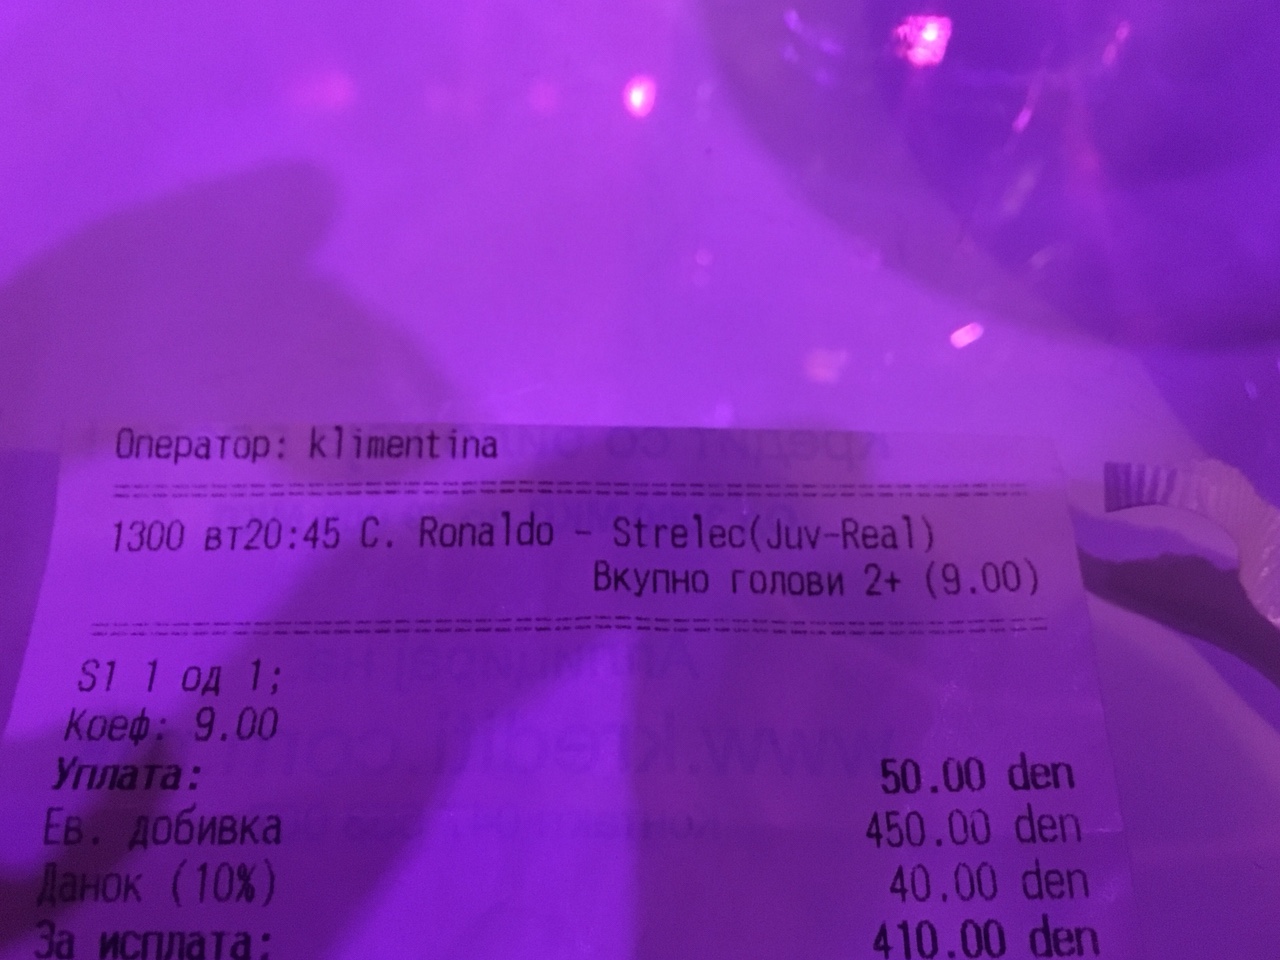 Оператор: klimentina
1300 вт20:45 C. Ronaldo - Strelec(Juv-Real)
Вкупно голови 2+ (9.00)
S1 1 од 1;
Коеф: 9.00
Уплата: 50.00 den
Ев. добивка 450.00 den
Данок (10%) 40.00 den
За исплата: 410.00 den